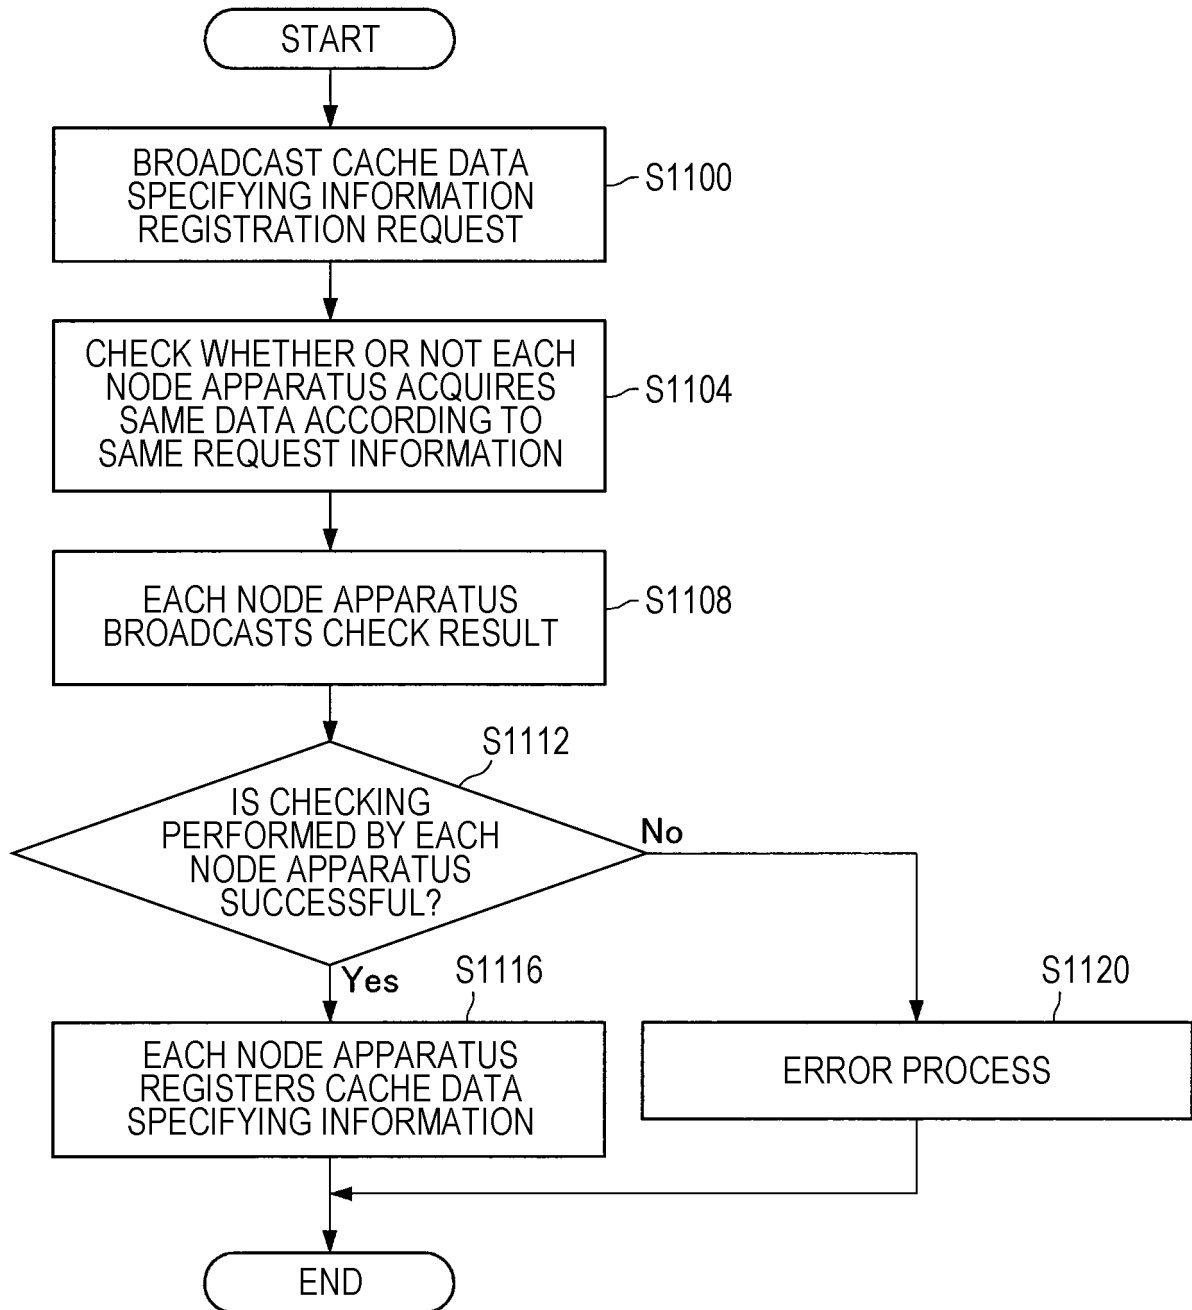 START
BROADCAST CACHE DATA
SPECIFYING INFORMATION
REGISTRATION REQUEST
S1100
CHECK WHETHER OR NOT EACH
NODE APPARATUS ACQUIRES
SAME DATA ACCORDING TO
SAME REQUEST INFORMATION
S1104
EACH NODE APPARATUS
BROADCASTS CHECK RESULT
S1108
S1112
IS CHECKING
PERFORMED BY EACH
NODE APPARATUS
SUCCESSFUL?
No
Yes
S1116
EACH NODE APPARATUS
REGISTERS CACHE DATA
SPECIFYING INFORMATION
S1120
ERROR PROCESS
END